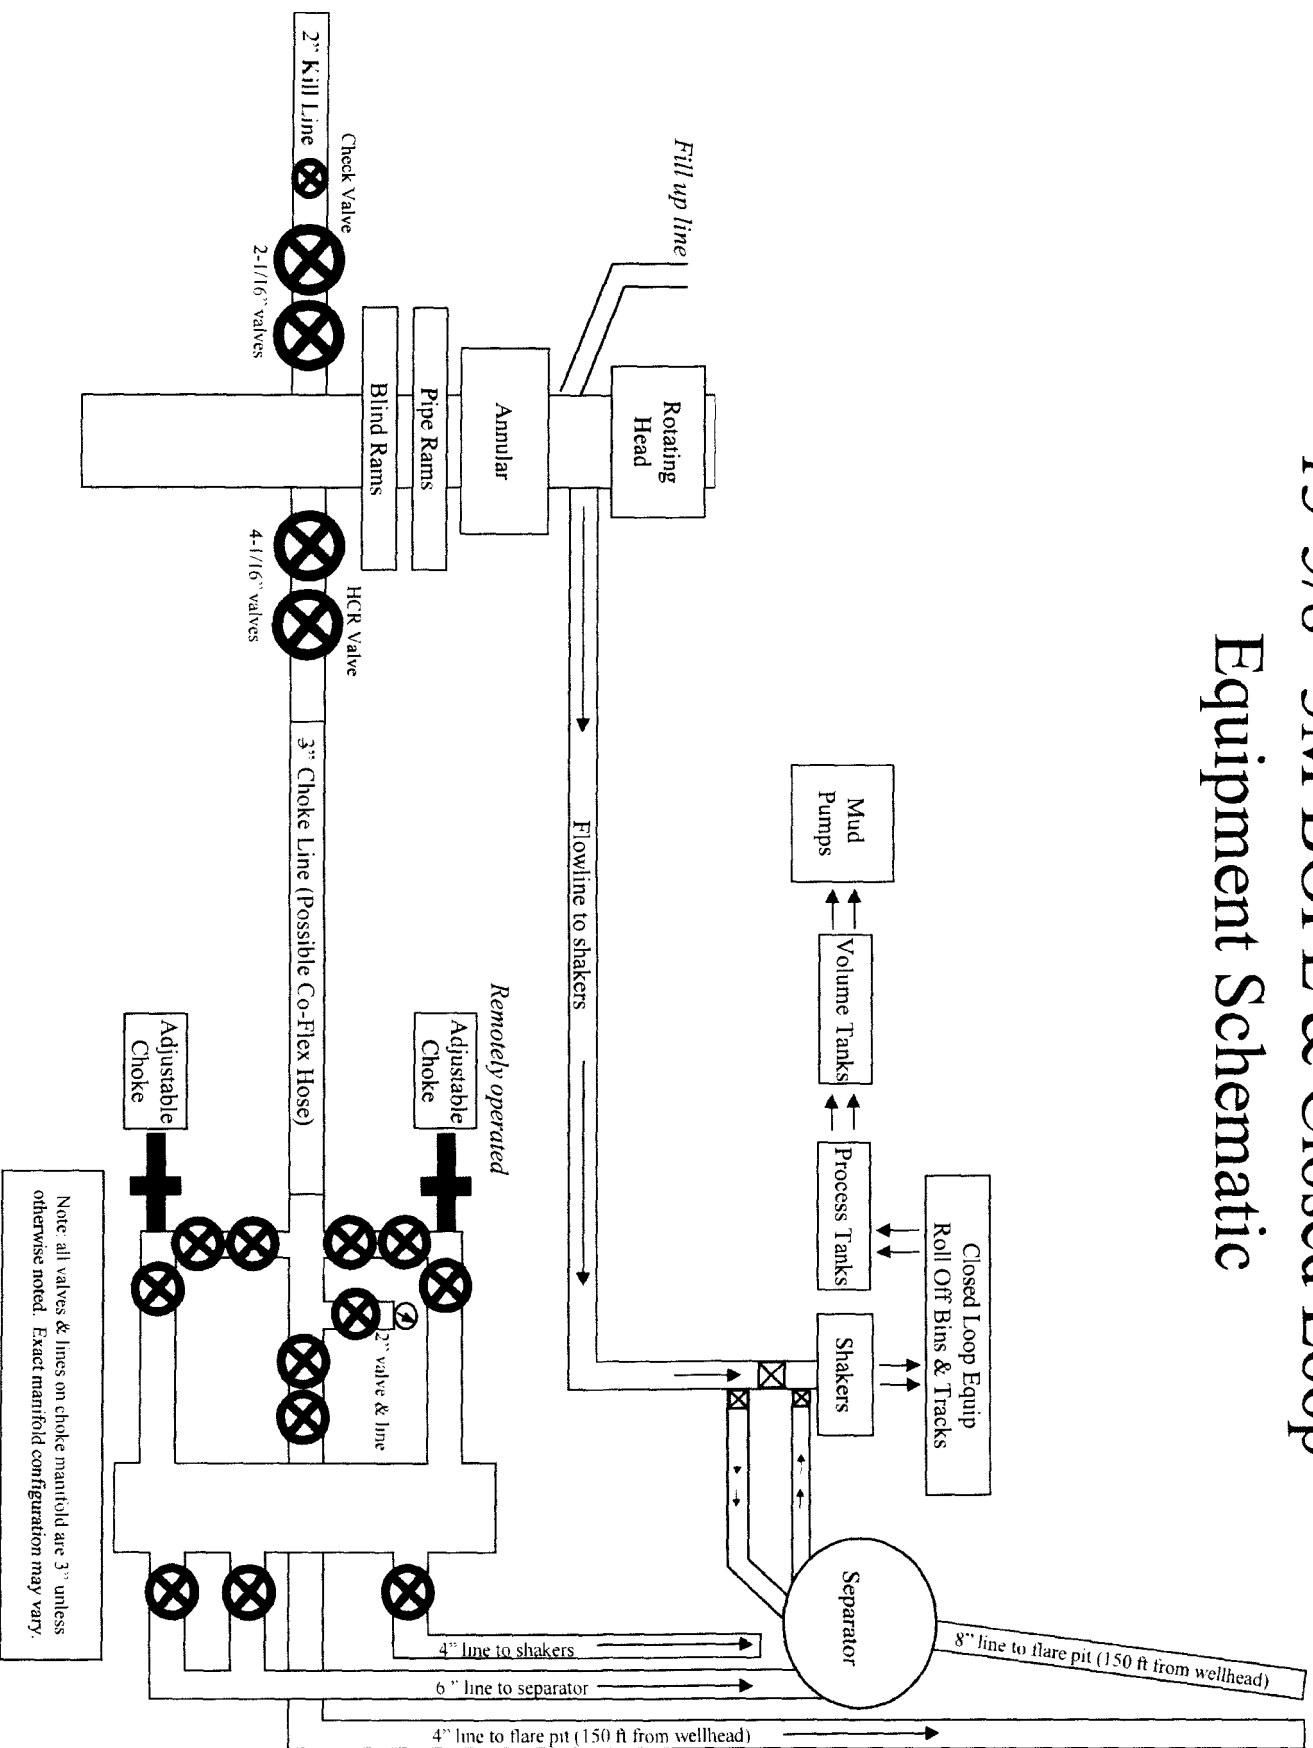 & Closed Loop
Equipment Schematic
Fill up line
Rotating
Head
Mud
Pumps
Volume Tanks
Process Tanks
Closed Loop Equip
Roll Off Bins & Tracks
Shakers
Annular
Pipe Rams
Blind Rams
Flowline to shakers
Separator
8" line to flare pit (150 ft from wellhead)
Check Valve
2" Kill Line
2-1/16" valves
HCR Valve
4-1/16" valves
3" Choke Line (Possible Co-Flex Hose)
Remotely operated
Adjustable
Choke
2" valve & line
Adjustable
Choke
4" line to shakers
6" line to separator
4" line to flare pit (150 ft from wellhead)
Note: all valves & lines on choke manifold are 3" unless
otherwise noted. Exact manifold configuration may vary.